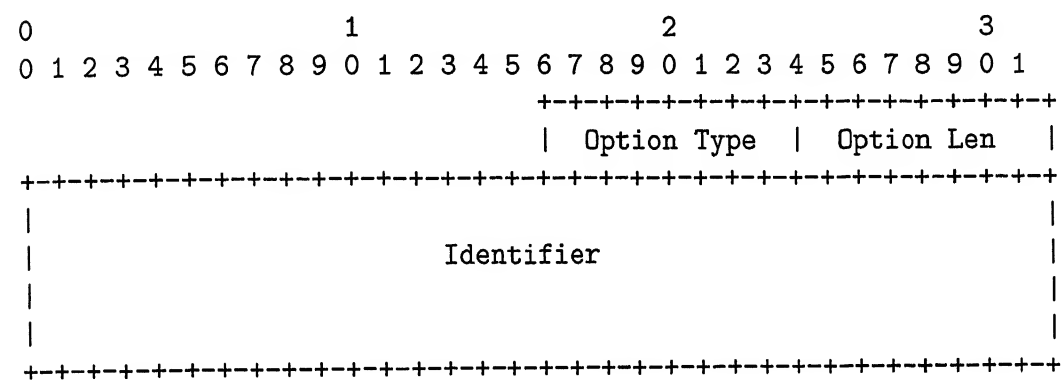 0                   1                   2                   3
0 1 2 3 4 5 6 7 8 9 0 1 2 3 4 5 6 7 8 9 0 1 2 3 4 5 6 7 8 9 0 1
                                +-+-+-+-+-+-+-+-+-+-+-+-+-+-+-+-+
                                |  Option Type  |  Option Len   |
+-+-+-+-+-+-+-+-+-+-+-+-+-+-+-+-+-+-+-+-+-+-+-+-+-+-+-+-+-+-+-+-+
|                                                               |
|                         Identifier                            |
|                                                               |
|                                                               |
+-+-+-+-+-+-+-+-+-+-+-+-+-+-+-+-+-+-+-+-+-+-+-+-+-+-+-+-+-+-+-+-+